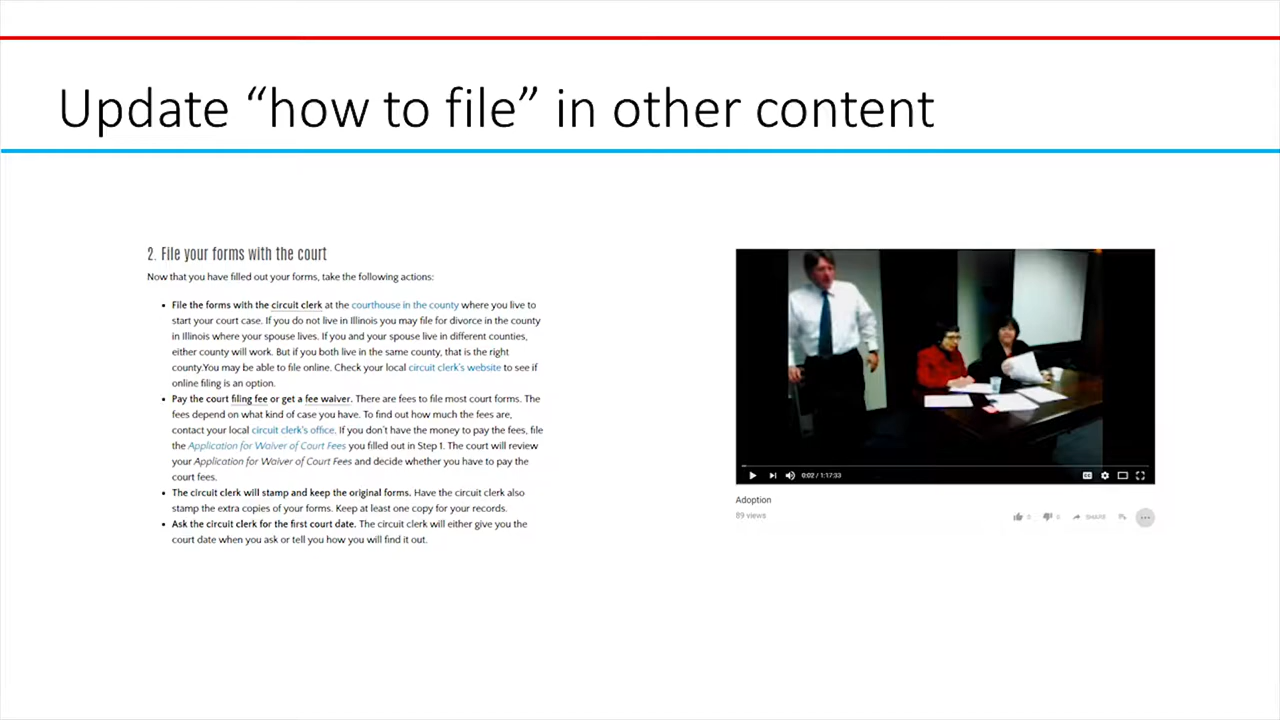 Update “how to file” in other content
2. File your forms with the court
Now that you have filled out your forms, take the following actions:
• File the forms with the circuit clerk at the courthouse in the county where you live to
start your court case. If you do not live in Illinois you may file for divorce in the county
in Illinois where your spouse lives. If you and your spouse live in different counties,
either county will work. But if you both live in the same county, that is the right
county.You may be able to file online. Check your local circuit clerk's website to see if
online filing is an option.
• Pay the court filing fee or get a fee waiver. There are fees to file most court forms. The
fees depend on what kind of case you have. To find out how much the fees are,
contact your local circuit clerk's office. If you don't have the money to pay the fees, file
the Application for Waiver of Court Fees you filled out in Step 1. The court will review
your Application for Waiver of Court Fees and decide whether you have to pay the
court fees.
• The circuit clerk will stamp and keep the original forms. Have the circuit clerk also
stamp the extra copies of your forms. Keep at least one copy for your records.
• Ask the circuit clerk for the first court date. The circuit clerk will either give you the
court date when you ask or tell you how you will find it out.
0:02 / 1:17:33
Adoption
89 views
0 0 SHARE